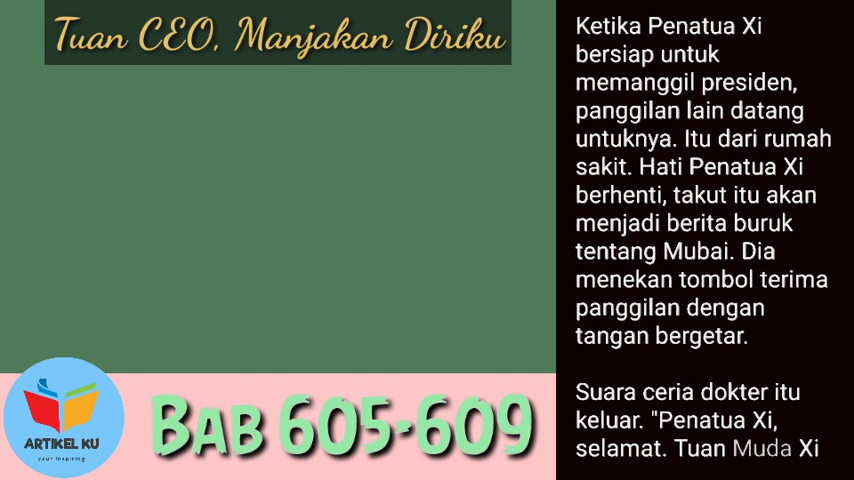 Tuan CEO, Manjakan Diriku
Ketika Penatua Xi
bersiap untuk
memanggil presiden,
panggilan lain datang
untuknya. Itu dari rumah
sakit. Hati Penatua Xi
berhenti, takut itu akan
menjadi berita buruk
tentang Mubai. Dia
menekan tombol terima
panggilan dengan
tangan bergetar.
Suara ceria dokter itu
keluar. "Penatua Xi,
selamat. Tuan Muda Xi
ARTIKEL KU
your inspiring
BAB 605-609